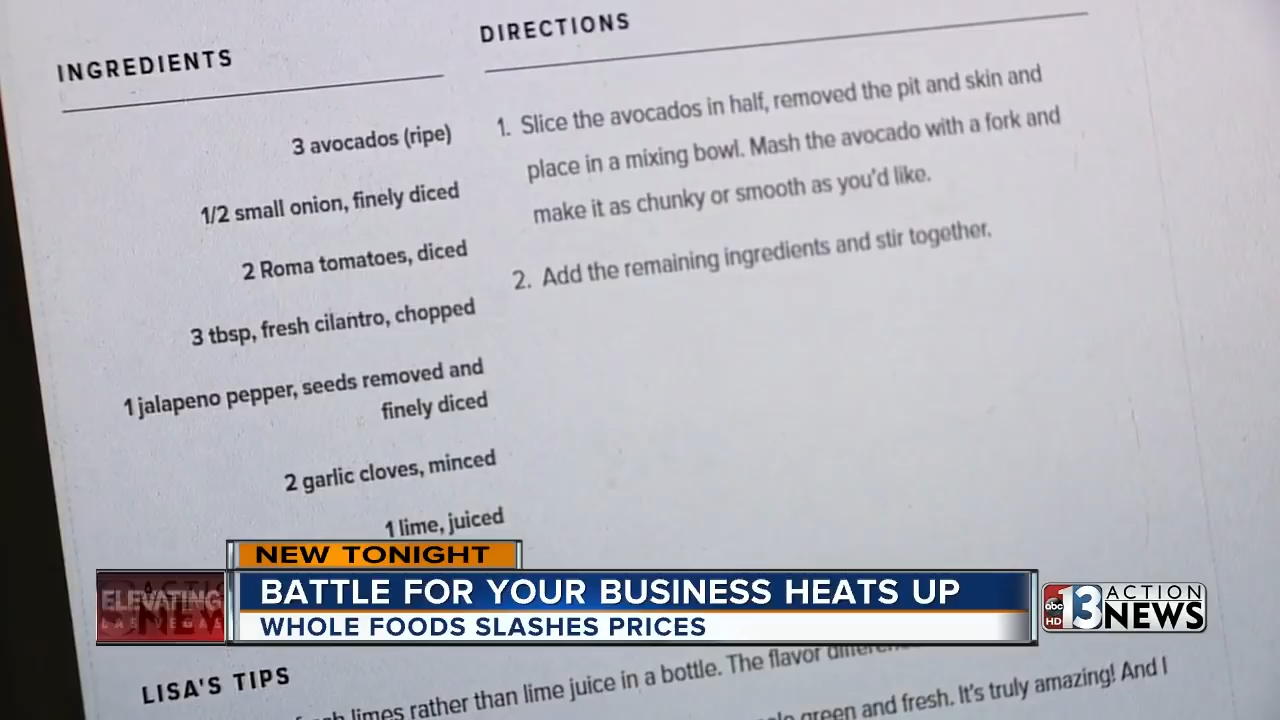 INGREDIENTS
3 avocados (ripe)
1/2 small onion, finely diced
2 Roma tomatoes, diced
3 tbsp, fresh cilantro, chopped
1 jalapeno pepper, seeds removed and
finely diced
2 garlic cloves, minced
1 lime, juiced
DIRECTIONS
1. Slice the avocados in half, removed the pit and skin and
place in a mixing bowl. Mash the avocado with a fork and
make it as chunky or smooth as you'd like.
2. Add the remaining ingredients and stir together.
NEW TONIGHT
BATTLE FOR YOUR BUSINESS HEATS UP
WHOLE FOODS SLASHES PRICES
ELEVATING
LAS VEGAS
abc HD 13 ACTION NEWS
LISA'S TIPS
limes rather than lime juice in a bottle. The flavor
green and fresh. It's truly amazing! And I